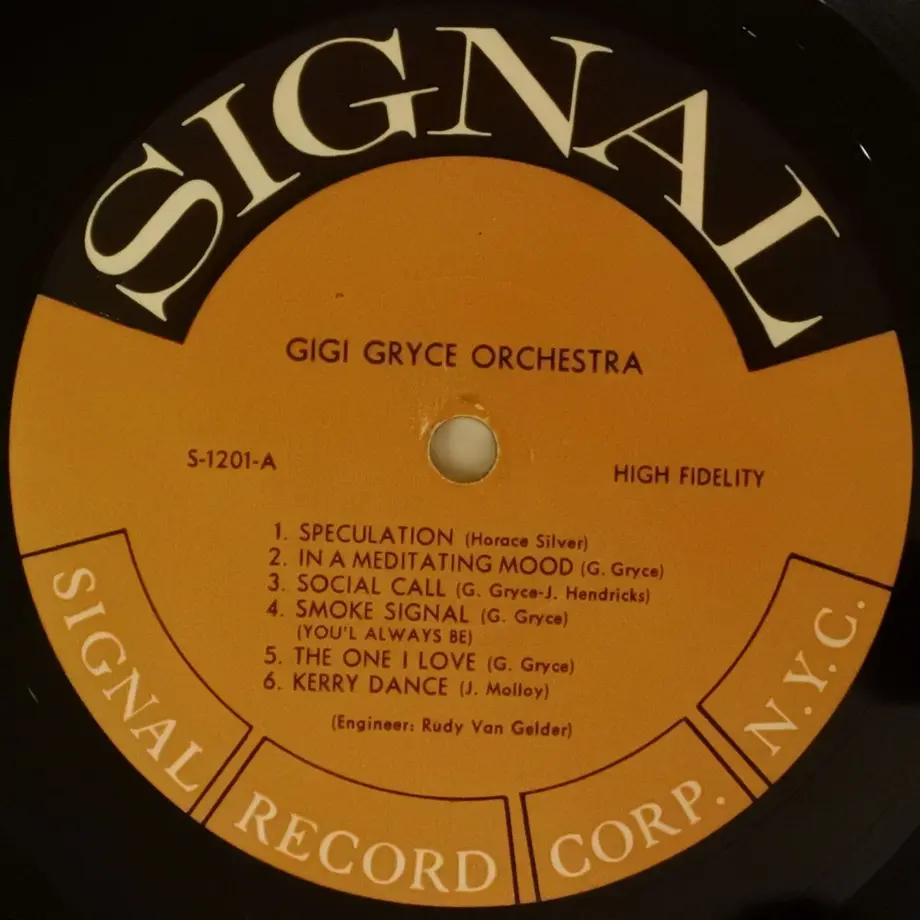 SIGNAL
GIGI GRYCE ORCHESTRA
S-1201-A
HIGH FIDELITY
1. SPECULATION (Horace Silver)
2. IN A MEDITATING MOOD (G. Gryce)
3. SOCIAL CALL (G. Gryce-J. Hendricks)
4. SMOKE SIGNAL (G. Gryce)
(YOU'L ALWAYS BE)
5. THE ONE I LOVE (G. Gryce)
6. KERRY DANCE (J. Molloy)
(Engineer: Rudy Van Gelder)
SIGNAL RECORD CORP. N.Y.C.